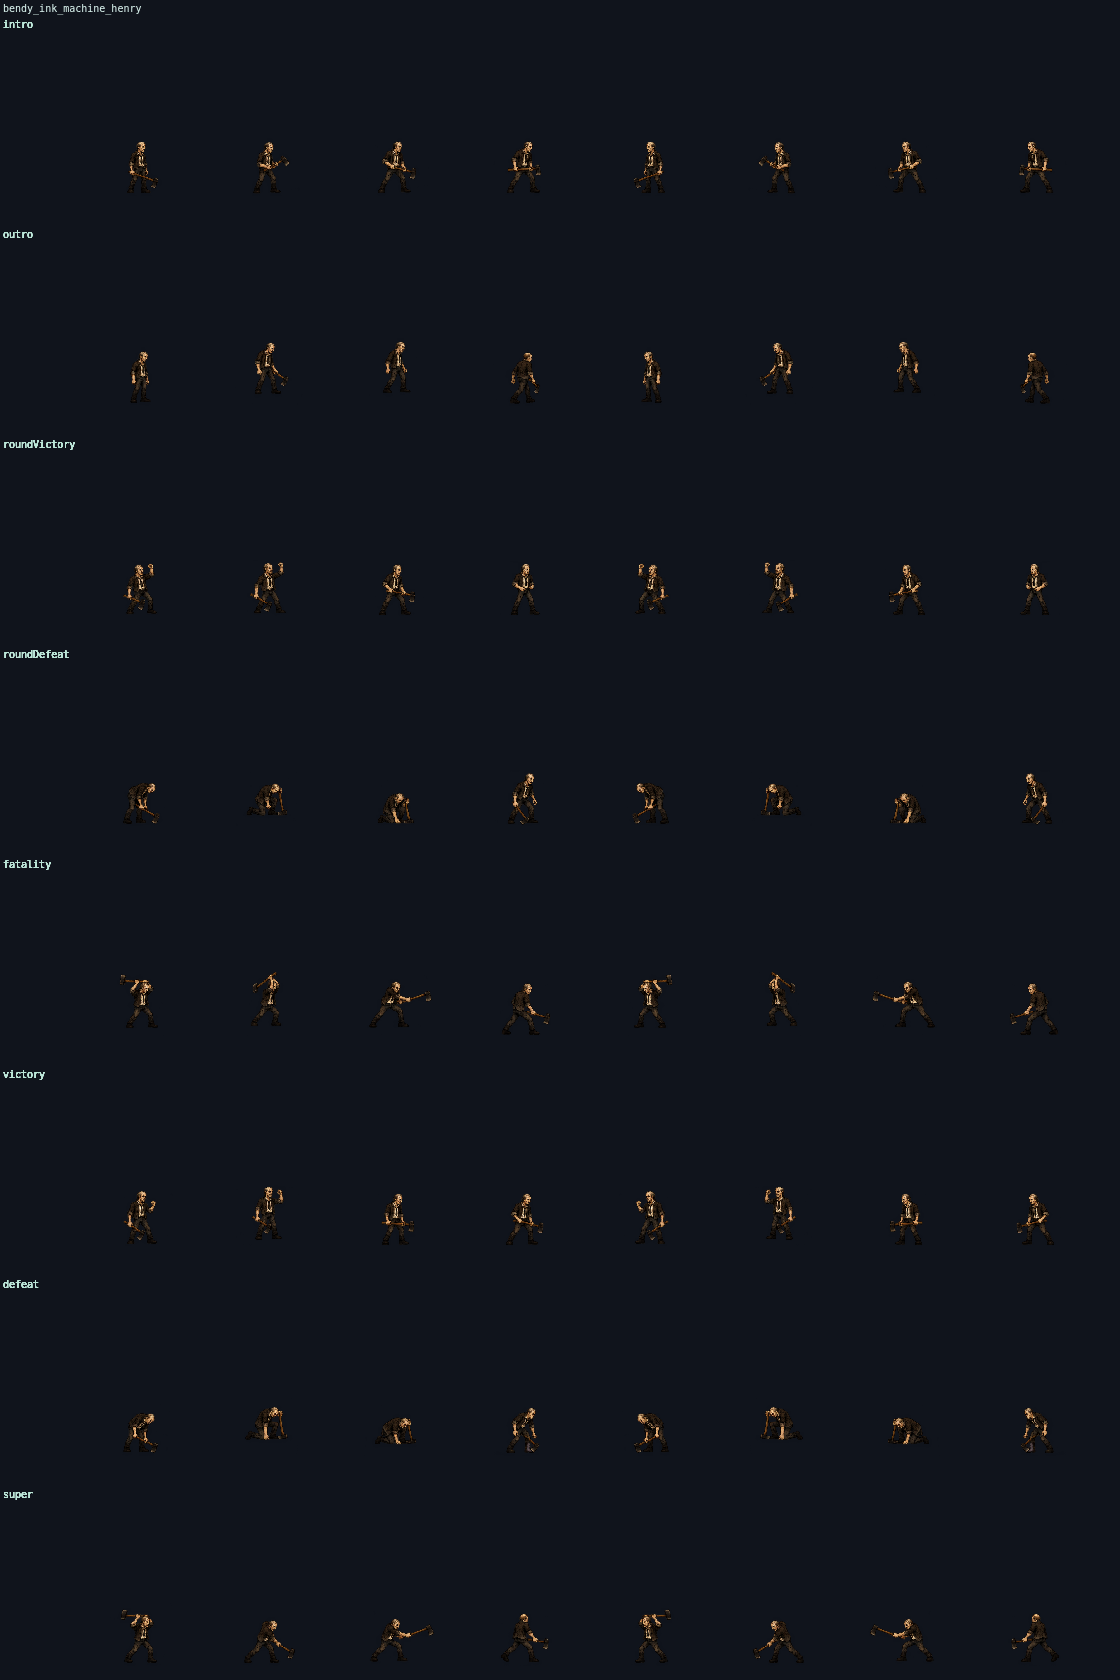 bendy_ink_machine_henry
intro
outro
roundVictory
roundDefeat
fatality
victory
defeat
super